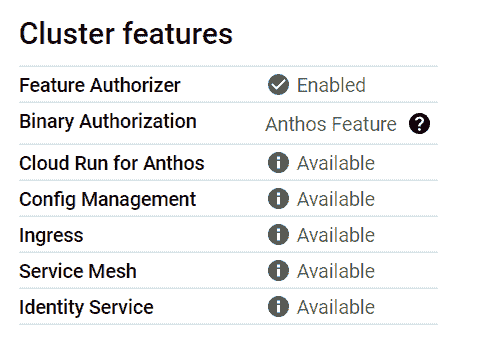 Cluster features
Feature Authorizer Enabled
Binary Authorization Anthos Feature ?
Cloud Run for Anthos Available
Config Management Available
Ingress Available
Service Mesh Available
Identity Service Available